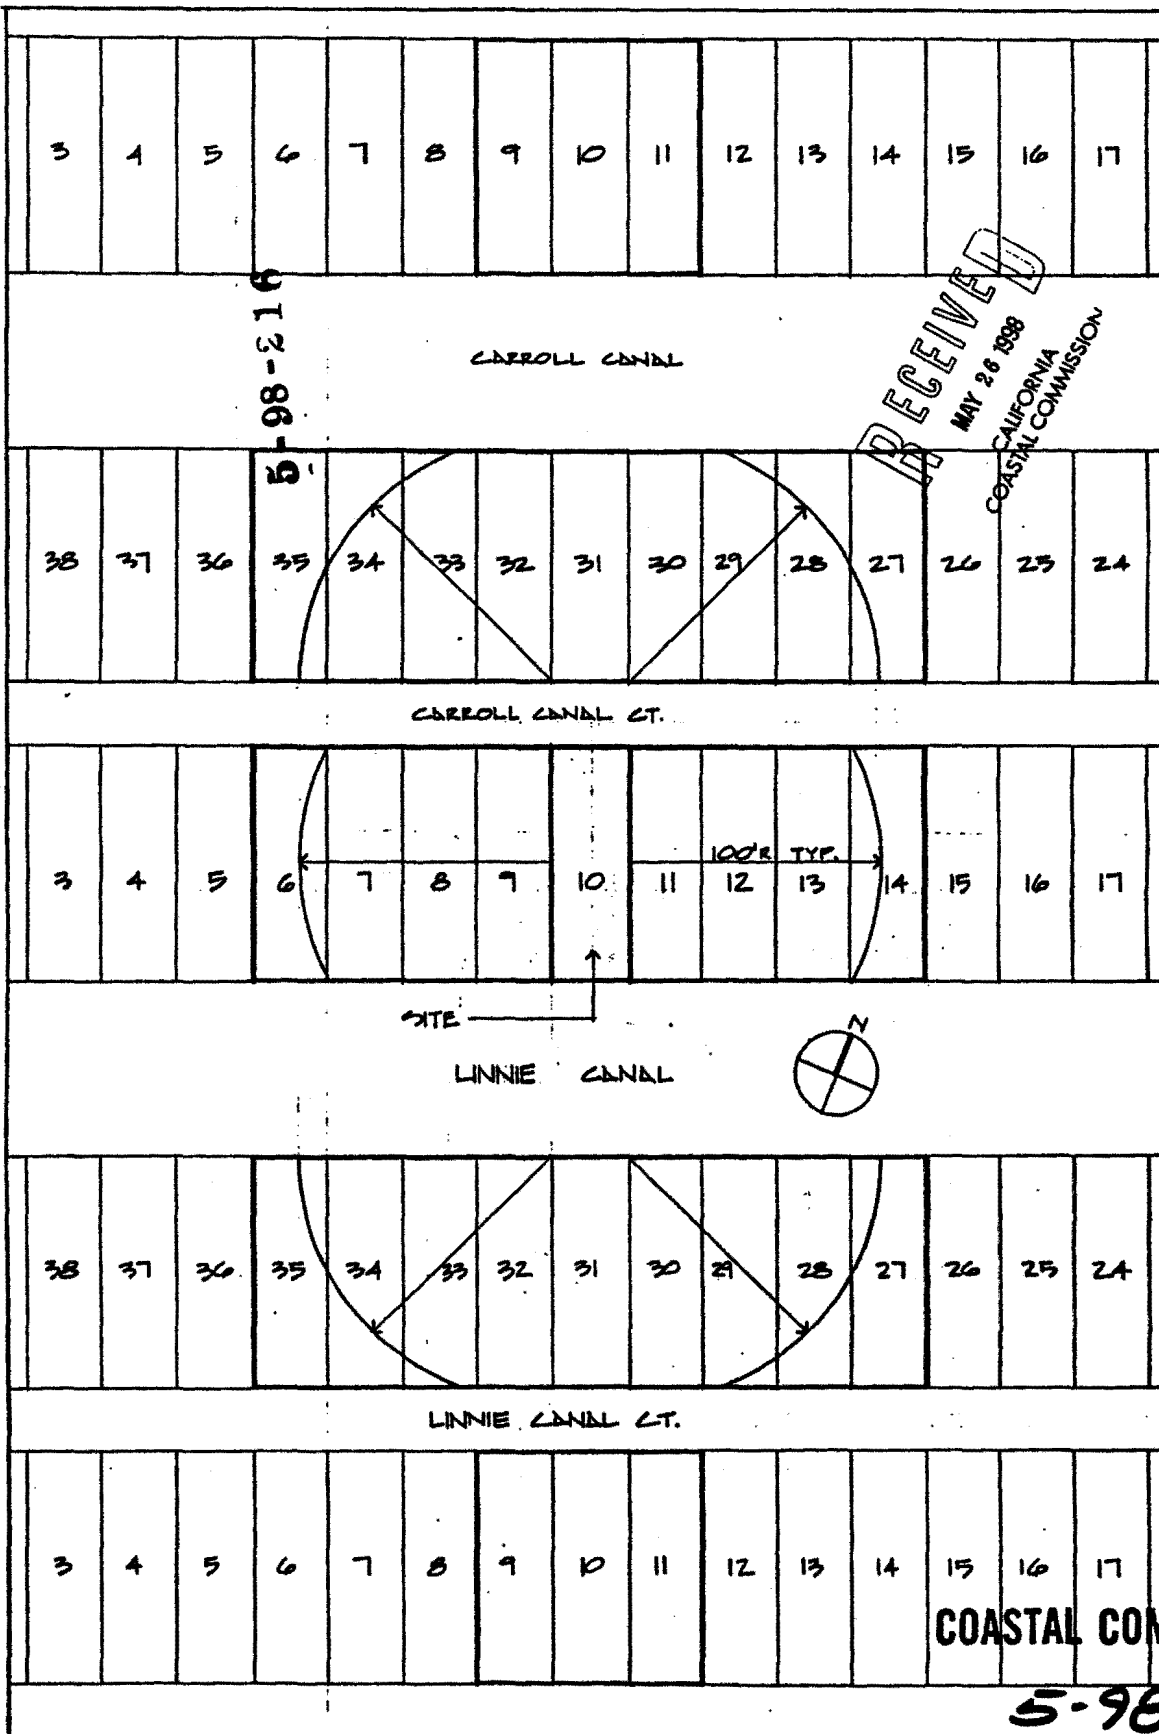 3 4 5 6 7 8 9 10 11 12 13 14 15 16 17
5-98-216
CARROLL CANAL
RECEIVED
MAY 26 1998
CALIFORNIA
COASTAL COMMISSION
38 37 36 35 34 33 32 31 30 29 28 27 26 25 24
CARROLL CANAL CT.
100'R TYP.
3 4 5 6 7 8 9 10 11 12 13 14 15 16 17
SITE
N
LINNIE CANAL
38 37 36 35 34 33 32 31 30 29 28 27 26 25 24
LINNIE CANAL CT.
3 4 5 6 7 8 9 10 11 12 13 14 15 16 17
COASTAL COM
5-98